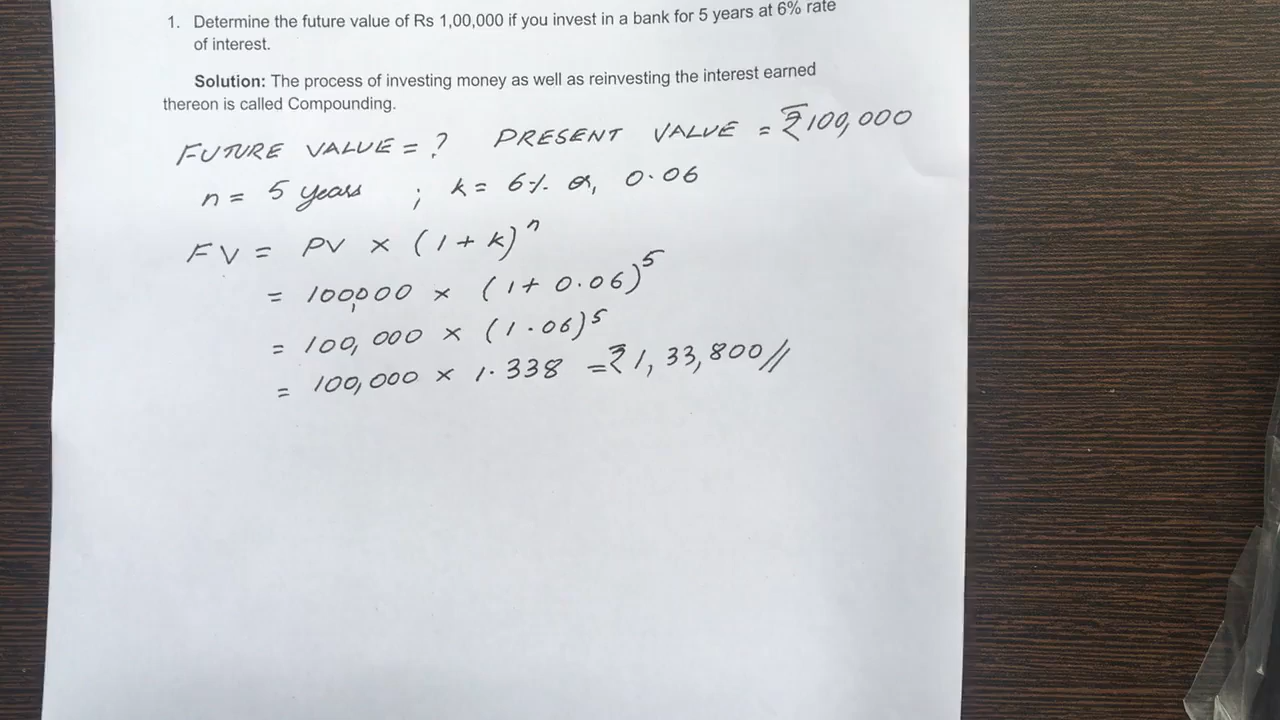 1. Determine the future value of Rs 1,00,000 if you invest in a bank for 5 years at 6% rate
of interest.
Solution: The process of investing money as well as reinvesting the interest earned
thereon is called Compounding.
FUTURE VALUE = ? PRESENT VALUE = ₹100,000
n = 5 years ; k = 6% or, 0.06
FV = PV × (1 + k)^n
= 100,000 × (1 + 0.06)^5
= 100,000 × (1.06)^5
= 100,000 × 1.338 = ₹1,33,800//